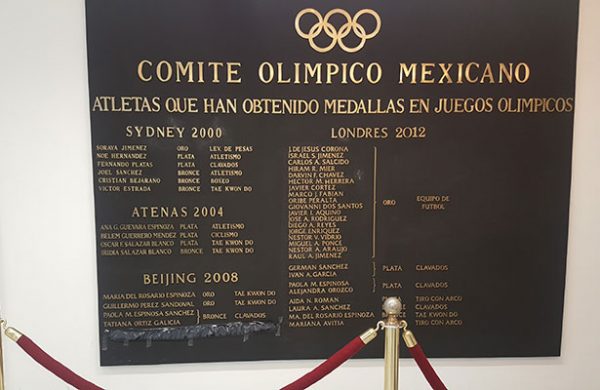 COMITE OLIMPICO MEXICANO
ATLETAS QUE HAN OBTENIDO MEDALLAS EN JUEGOS OLIMPICOS
SYDNEY 2000
SORAYA JIMENEZ ORO LEV. DE PESAS
NOE HERNANDEZ PLATA ATLETISMO
FERNANDO PLATAS PLATA CLAVADOS
JOEL SANCHEZ BRONCE ATLETISMO
CRISTIAN BEJARANO BRONCE BOXEO
VICTOR ESTRADA BRONCE TAE KWON DO
ATENAS 2004
ANA G. GUEVARA ESPINOZA PLATA ATLETISMO
BELEM GUERRERO MENDEZ PLATA CICLISMO
OSCAR F. SALAZAR BLANCO PLATA TAE KWON DO
IRIDIA SALAZAR BLANCO BRONCE TAE KWON DO
BEIJING 2008
MARIA DEL ROSARIO ESPINOZA ORO TAE KWON DO
GUILLERMO PEREZ SANDOVAL ORO TAE KWON DO
PAOLA M. ESPINOSA SANCHEZ
TATIANA ORTIZ GALICIA
BRONCE CLAVADOS
LONDRES 2012
J. DE JESUS CORONA
ISRAEL S. JIMENEZ
CARLOS A. SALCIDO
HIRAM R. MIER
DARVIN F. CHAVEZ
HECTOR M. HERRERA
JAVIER CORTEZ
MARCO J. FABIAN
ORIBE PERALTA
GIOVANNI DOS SANTOS
JAVIER I. AQUINO
JOSE A. RODRIGUEZ
DIEGO A. REYES
JORGE ENRIQUEZ
NESTOR V. VIDRIO
MIGUEL A. PONCE
NESTOR A. ARAUJO
RAUL A. JIMENEZ
ORO EQUIPO DE
FUTBOL
GERMAN SANCHEZ
IVAN A. GARCIA
PLATA CLAVADOS
PAOLA M. ESPINOSA
ALEJANDRA OROZCO
PLATA CLAVADOS
AIDA N. ROMAN TIRO CON ARCO
LAURA A. SANCHEZ CLAVADOS
MA. DEL ROSARIO ESPINOZA BRONCE TAE KWON DO
MARIANA AVITIA TIRO CON ARCO